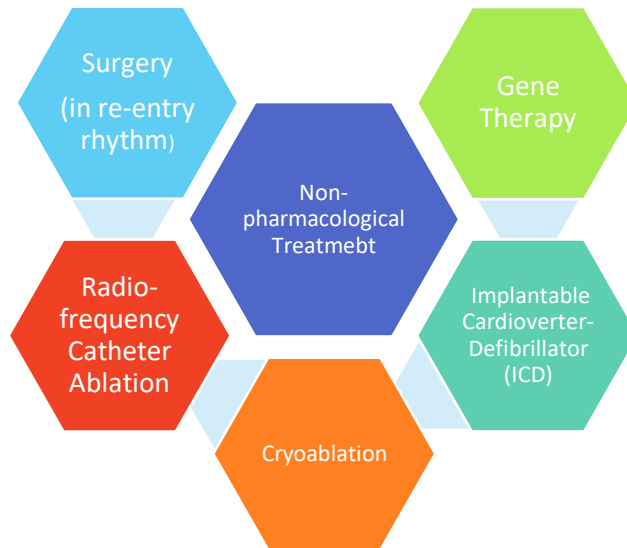 Surgery
(in re-entry
rhythm)
Gene
Therapy
Non-
pharmacological
Treatmebt
Radio-
frequency
Catheter
Ablation
Implantable
Cardioverter-
Defibrillator
(ICD)
Cryoablation